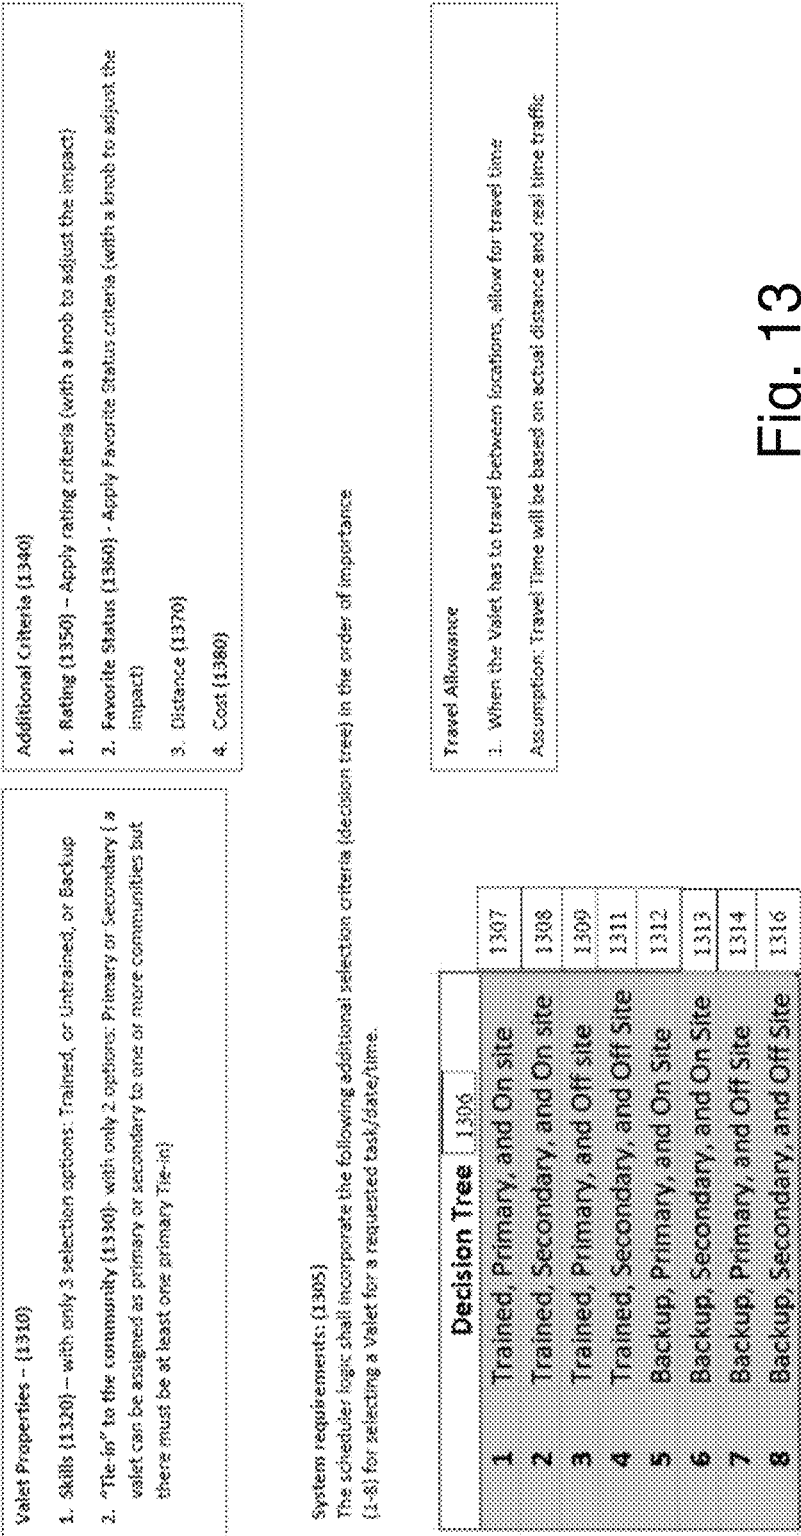 Valet Properties – (1310)
1. Skills (1320) – with only 3 selection options: Trained, or Untrained, or Backup
2. "Tie-in" to the community (1330)- with only 2 options: Primary or Secondary ( a
valet can be assigned as primary or secondary to one or more communities but
there must be at least one primary Tie-in)
Additional Criteria (1340)
1. Rating (1350) – Apply rating criteria (with a knob to adjust the impact)
2. Favorite Status (1360) - Apply Favorite Status criteria (with a knob to adjust the
impact)
3. Distance (1370)
4. Cost (1380)
System requirements: (1305)
The scheduler logic shall incorporate the following additional selection criteria (decision tree) in the order of importance
(1-8) for selecting a Valet for a requested task/date/time.
Decision Tree 1306
1 Trained, Primary, and On site 1307
2 Trained, Secondary, and On site 1308
3 Trained, Primary, and Off site 1309
4 Trained, Secondary, and Off Site 1311
5 Backup, Primary, and On Site 1312
6 Backup, Secondary, and On Site 1313
7 Backup, Primary, and Off Site 1314
8 Backup, Secondary, and Off Site 1316
Travel Allowance
1. When the Valet has to travel between locations, allow for travel time
Assumption: Travel Time will be based on actual distance and real time traffic
Fig. 13